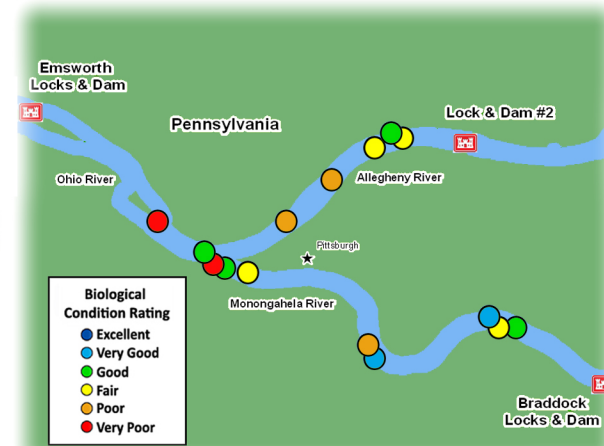 Emsworth
Locks & Dam
Pennsylvania
Lock & Dam #2
Ohio River
Allegheny River
Pittsburgh
Monongahela River
Biological
Condition Rating
Excellent
Very Good
Good
Fair
Poor
Very Poor
Braddock
Locks & Dam